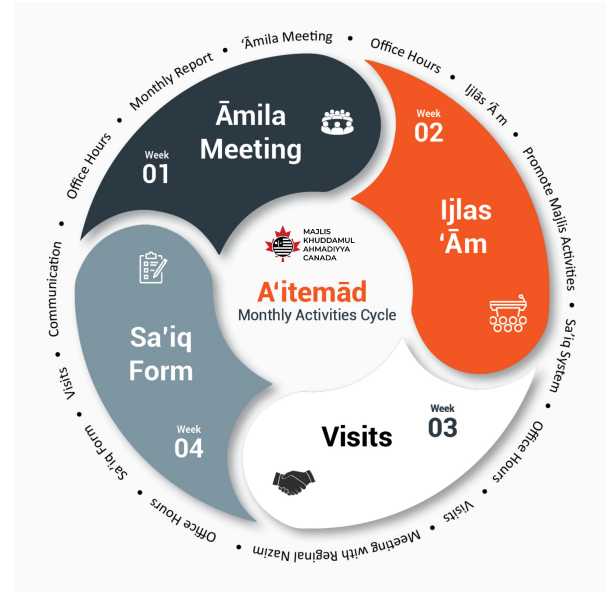 Office Hours • Monthly Report • 'Āmila Meeting • Office Hours • Ijlās 'Ā m • Promote Majlis Activities • Sa'iq System • Office Hours • Visits • Meeting with Reginal Nazim • Office Hours • Sa'iq Form • Visits • Communication •
Āmila
Meeting
Week
01
Week
02
Ijlas
‘Ām
MAJLIS
KHUDDAMUL
AHMADIYYA
CANADA
A‘itemād
Monthly Activities Cycle
Week
03
Visits
Sa'iq
Form
Week
04